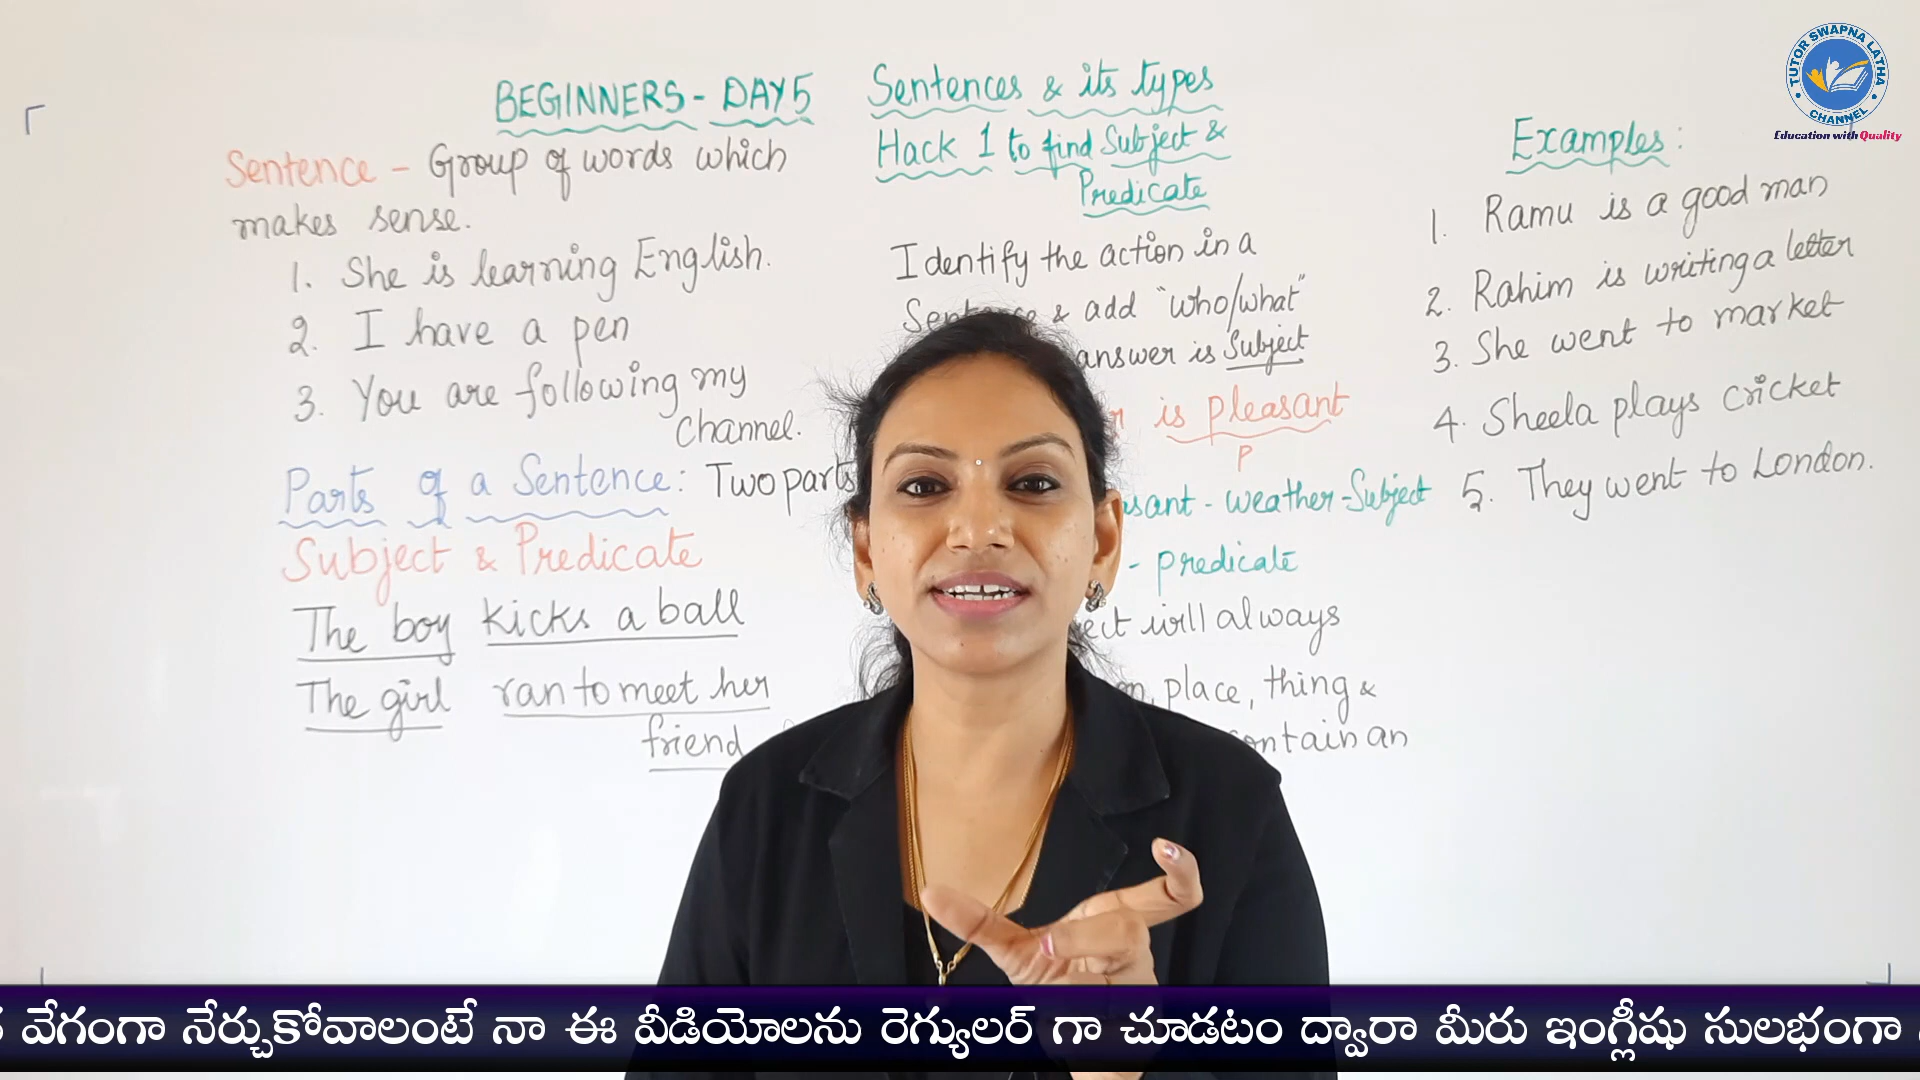 BEGINNERS - DAY 5
Sentence - Group of words which
makes sense.
1. She is learning English.
2. I have a pen
3. You are following my
channel.
Parts of a Sentence: Two parts
Subject & Predicate
The boy kicks a ball
The girl ran to meet her
friend
Sentences & its types
Hack 1 to find Subject &
Predicate
Identify the action in a
& add "who/what"
answer is Subject
is pleasant
P
- weather - Subject
- predicate
will always
place, thing &
an
Examples:
1. Ramu is a good man
2. Rahim is writing a letter
3. She went to market
4. Sheela plays cricket
5. They went to London.
TUTOR SWAPNA LATHA
CHANNEL
Education with Quality
వేగంగా నేర్చుకోవాలంటే నా ఈ వీడియోలను రెగ్యులర్ గా చూడటం ద్వారా మీరు ఇంగ్లీషు సులభంగా